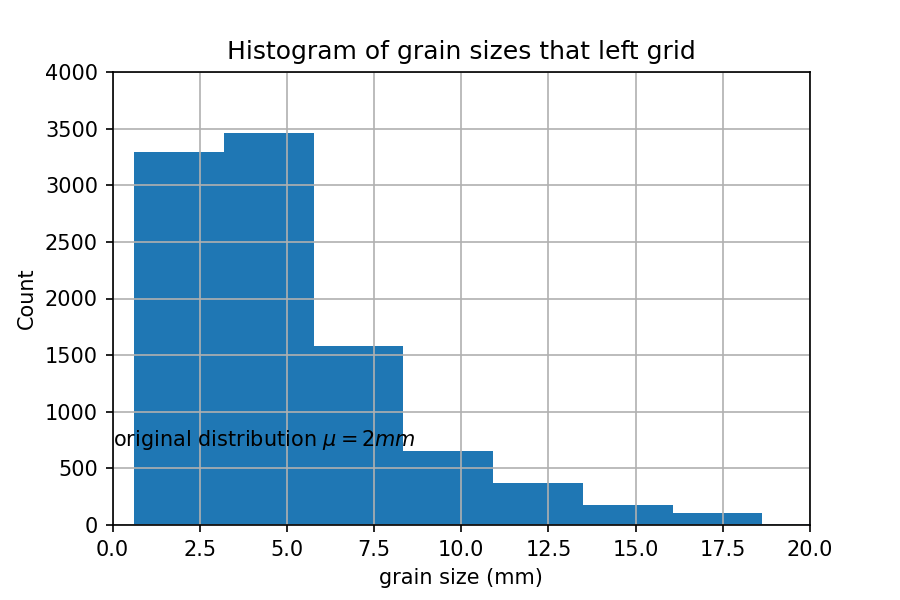 Histogram of grain sizes that left grid
4000
3500
3000
2500
2000
1500
1000
500
0
Count
original distribution μ = 2mm
0.0 2.5 5.0 7.5 10.0 12.5 15.0 17.5 20.0
grain size (mm)